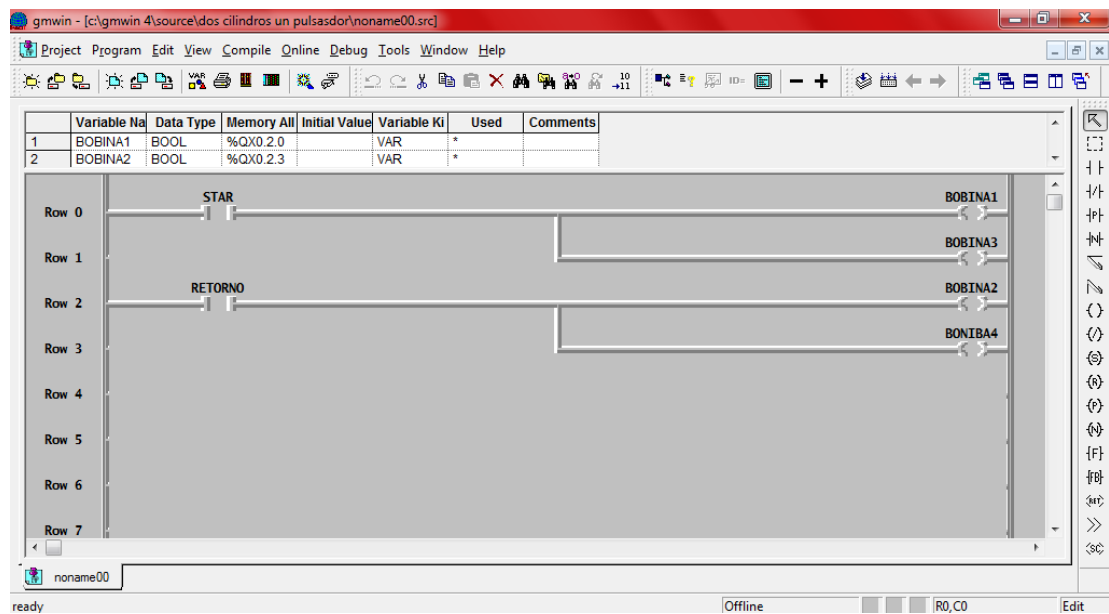 gmwin - [c:\gmwin 4\source\dos cilindros un pulsasdor\noname00.src]
Project Program Edit View Compile Online Debug Tools Window Help
Variable Na Data Type Memory All Initial Value Variable Ki Used Comments
1 BOBINA1 BOOL %QX0.2.0 VAR *
2 BOBINA2 BOOL %QX0.2.3 VAR *
STAR BOBINA1
Row 0
BOBINA3
Row 1
RETORNO BOBINA2
Row 2
BONIBA4
Row 3
Row 4
Row 5
Row 6
Row 7
noname00
ready Offline R0,C0 Edit